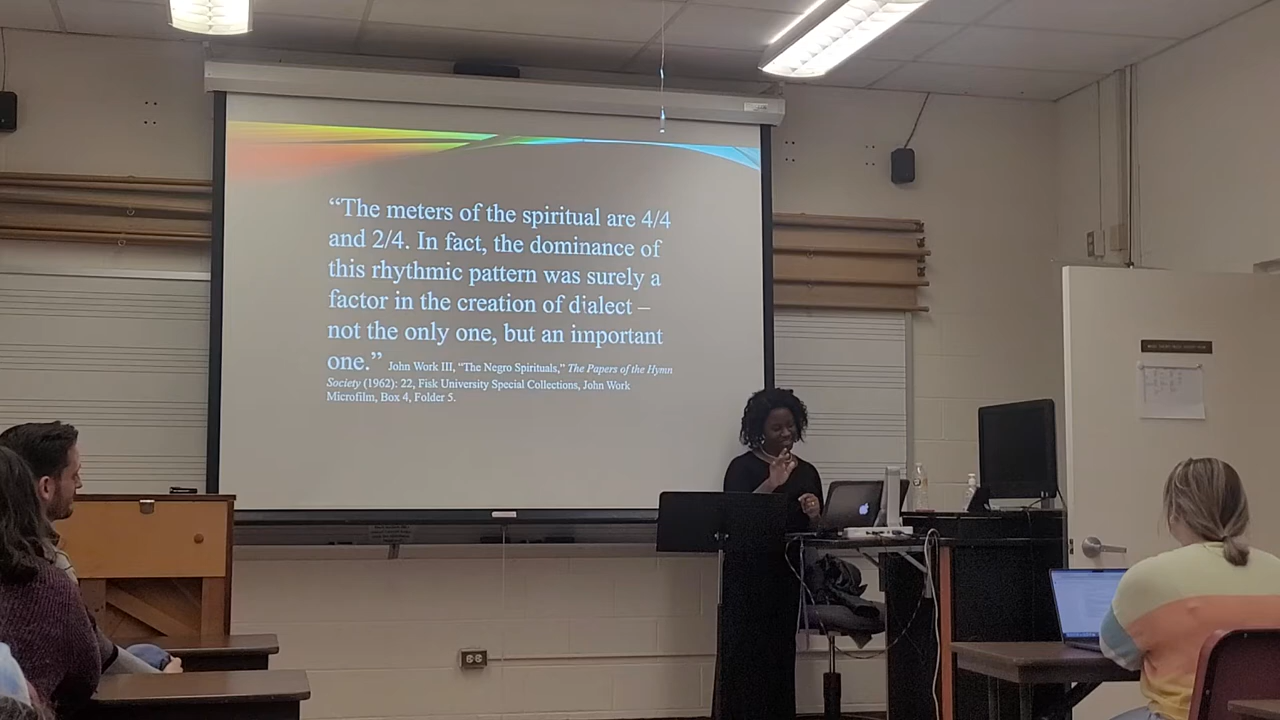 “The meters of the spiritual are 4/4
and 2/4. In fact, the dominance of
this rhythmic pattern was surely a
factor in the creation of dialect –
not the only one, but an important
one.” John Work III, “The Negro Spirituals,” The Papers of the Hymn
Society (1962): 22, Fisk University Special Collections, John Work
Microfilm, Box 4, Folder 5.